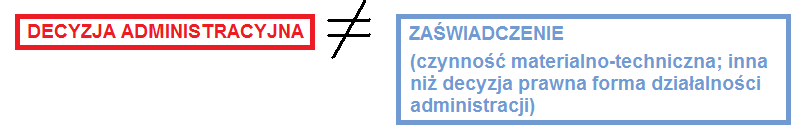 DECYZJA ADMINISTRACYJNA
≠
ZAŚWIADCZENIE
(czynność materialno-techniczna; inna
niż decyzja prawna forma działalności
administracji)